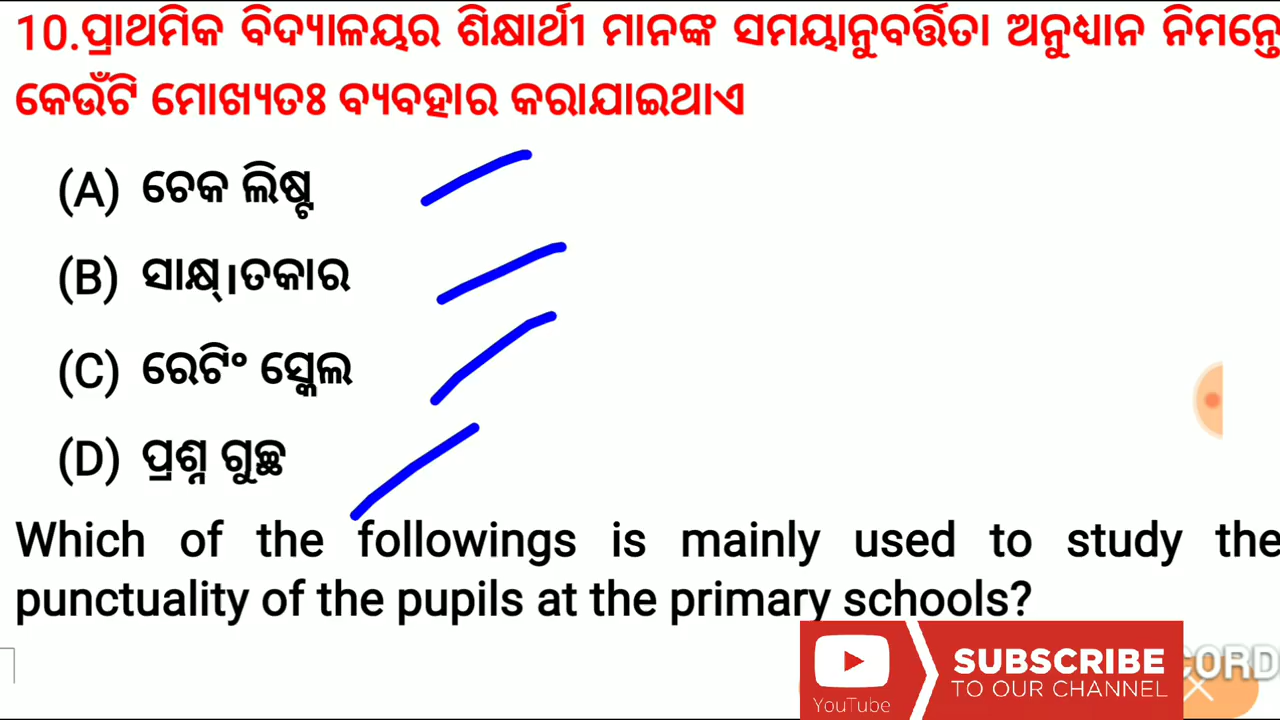 10.ପ୍ରାଥମିକ ବିଦ୍ୟାଳୟର ଶିକ୍ଷାର୍ଥୀ ମାନଙ୍କ ସମୟାନୁବର୍ତ୍ତିତା ଅନୁଧ୍ୟାନ ନିମନ୍ତେ
କେଉଁଟି ମୋଖ୍ୟତଃ ବ୍ୟବହାର କରାଯାଇଥାଏ
(A) ଚେକ ଲିଷ୍ଟ
(B) ସାକ୍ଷ୍।ତକାର
(C) ରେଟିଂ ସ୍କେଲ
(D) ପ୍ରଶ୍ନ ଗୁଚ୍ଛ
Which of the followings is mainly used to study the
punctuality of the pupils at the primary schools?
SUBSCRIBE
TO OUR CHANNEL
YouTube